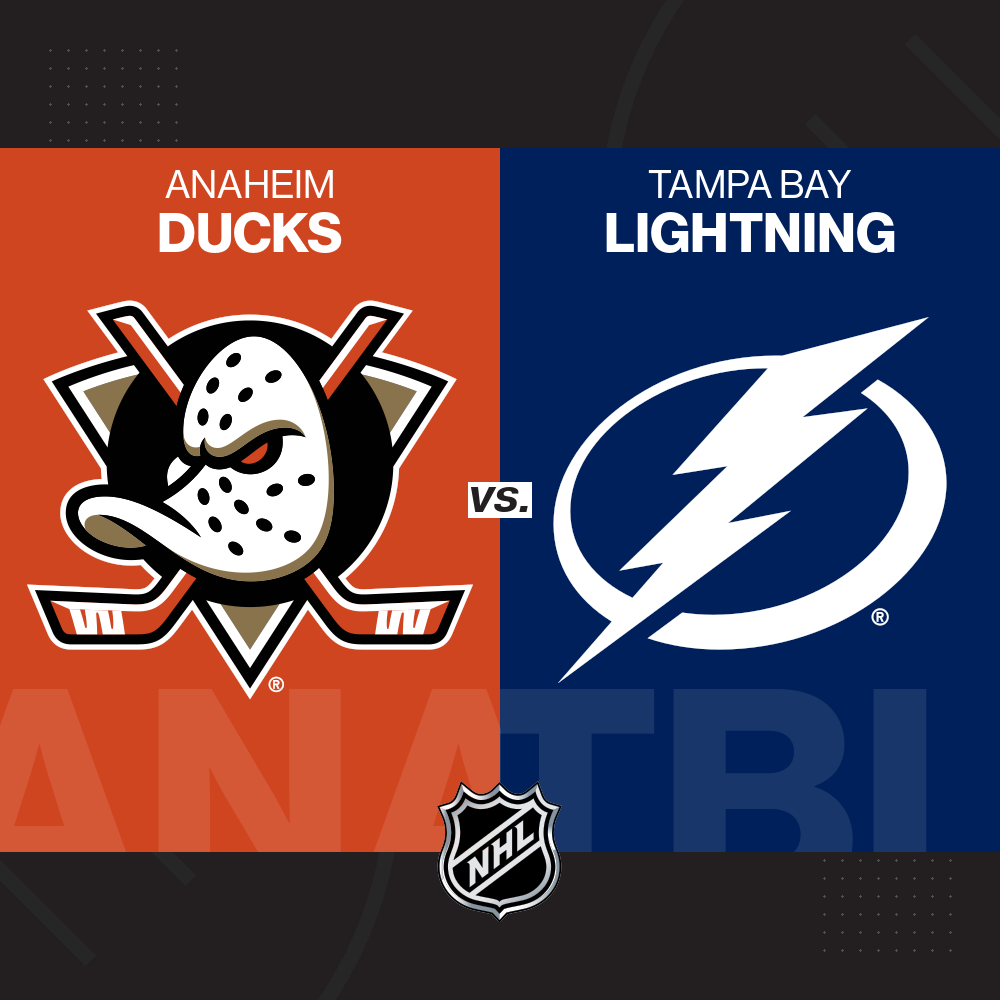 ANAHEIM
DUCKS
TAMPA BAY
LIGHTNING
VS.
®
®
ANA
TBL
NHL